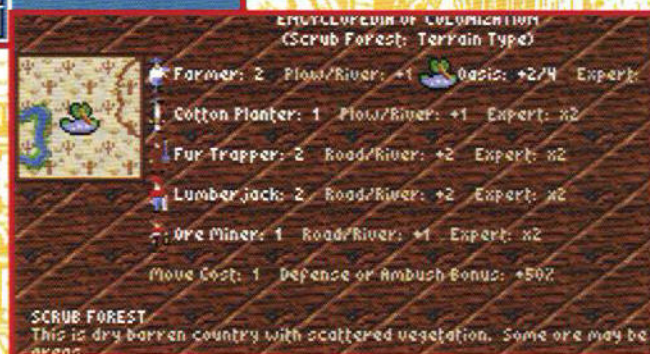 ENCYCLOPEDIA OF COLONIZATION
(Scrub Forest: Terrain Type)
Farmer: 2 Plow/River: +1 Oasis: +2/4 Expert:
Cotton Planter: 1 Plow/River: +1 Expert: x2
Fur Trapper: 2 Road/River: +2 Expert: x2
Lumberjack: 2 Road/River: +2 Expert: x2
Ore Miner: 1 Road/River: +1 Expert: x2
Move Cost: 1 Defense or Ambush Bonus: +50%
SCRUB FOREST
This is dry barren country with scattered vegetation. Some ore may be
areas